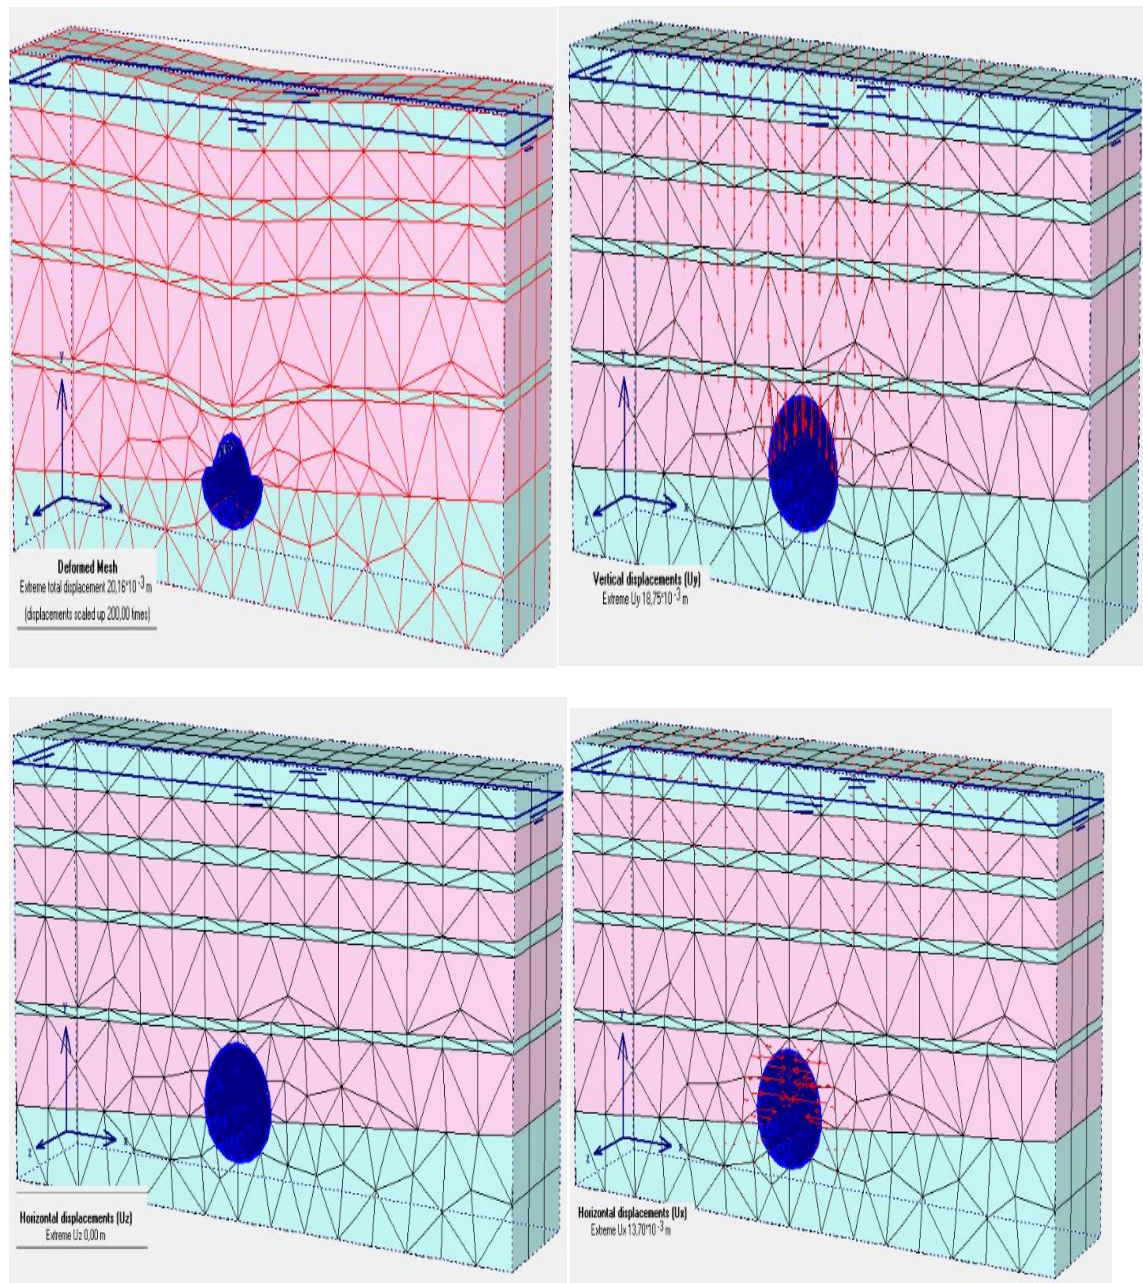 y
z
x
Deformed Mesh
Extreme total displacement 20,16*10 -3 m
(displacements scaled up 200,00 times)
y
z
x
Vertical displacements (Uy)
Extreme Uy 18,75*10 -3 m
y
z
x
Horizontal displacements (Uz)
Extreme Uz 0,00 m
y
z
x
Horizontal displacements (Ux)
Extreme Ux 13,70*10 -3 m